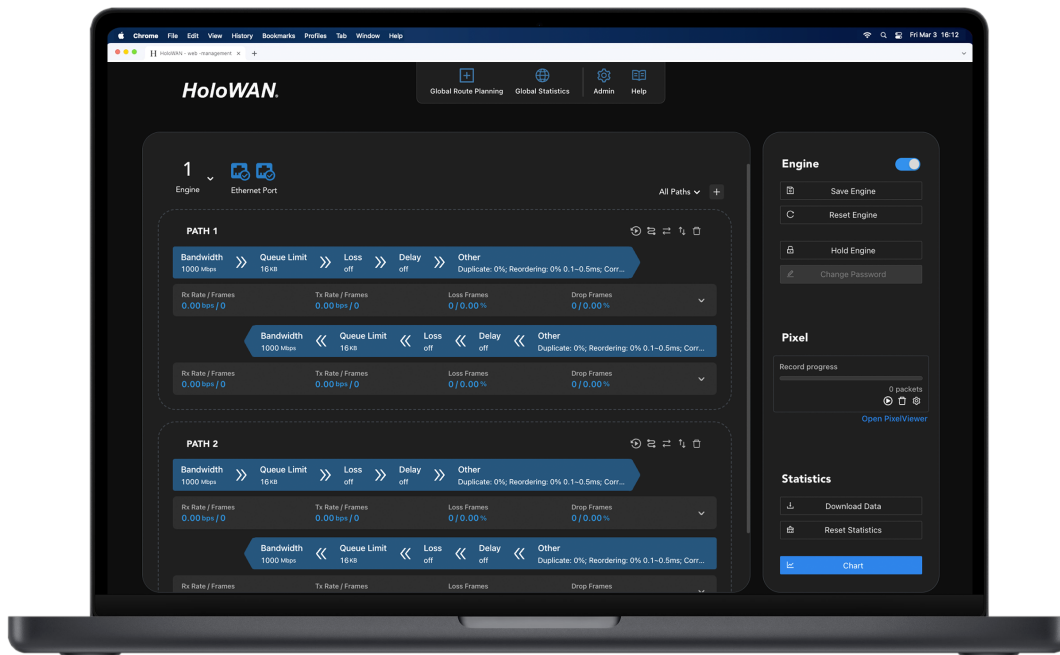 Chrome File Edit View History Bookmarks Profiles Tab Window Help
Fri Mar 3 16:12
HoloWAN - web -management
HoloWAN.
Global Route Planning Global Statistics Admin Help
1
Engine
Ethernet Port
All Paths
PATH 1
Bandwidth Queue Limit Loss Delay Other
1000 Mbps 16 KB off off Duplicate: 0%; Reordering: 0% 0.1~0.5ms; Corr...
Rx Rate / Frames Tx Rate / Frames Loss Frames Drop Frames
0.00 bps / 0 0.00 bps / 0 0 / 0.00 % 0 / 0.00 %
Bandwidth Queue Limit Loss Delay Other
1000 Mbps 16 KB off off Duplicate: 0%; Reordering: 0% 0.1~0.5ms; Corr...
Rx Rate / Frames Tx Rate / Frames Loss Frames Drop Frames
0.00 bps / 0 0.00 bps / 0 0 / 0.00 % 0 / 0.00 %
PATH 2
Bandwidth Queue Limit Loss Delay Other
1000 Mbps 16 KB off off Duplicate: 0%; Reordering: 0% 0.1~0.5ms; Corr...
Rx Rate / Frames Tx Rate / Frames Loss Frames Drop Frames
0.00 bps / 0 0.00 bps / 0 0 / 0.00 % 0 / 0.00 %
Bandwidth Queue Limit Loss Delay Other
1000 Mbps 16 KB off off Duplicate: 0%; Reordering: 0% 0.1~0.5ms; Corr...
Rx Rate / Frames Tx Rate / Frames Loss Frames Drop Frames
Engine
Save Engine
Reset Engine
Hold Engine
Change Password
Pixel
Record progress
0 packets
Open PixelViewer
Statistics
Download Data
Reset Statistics
Chart